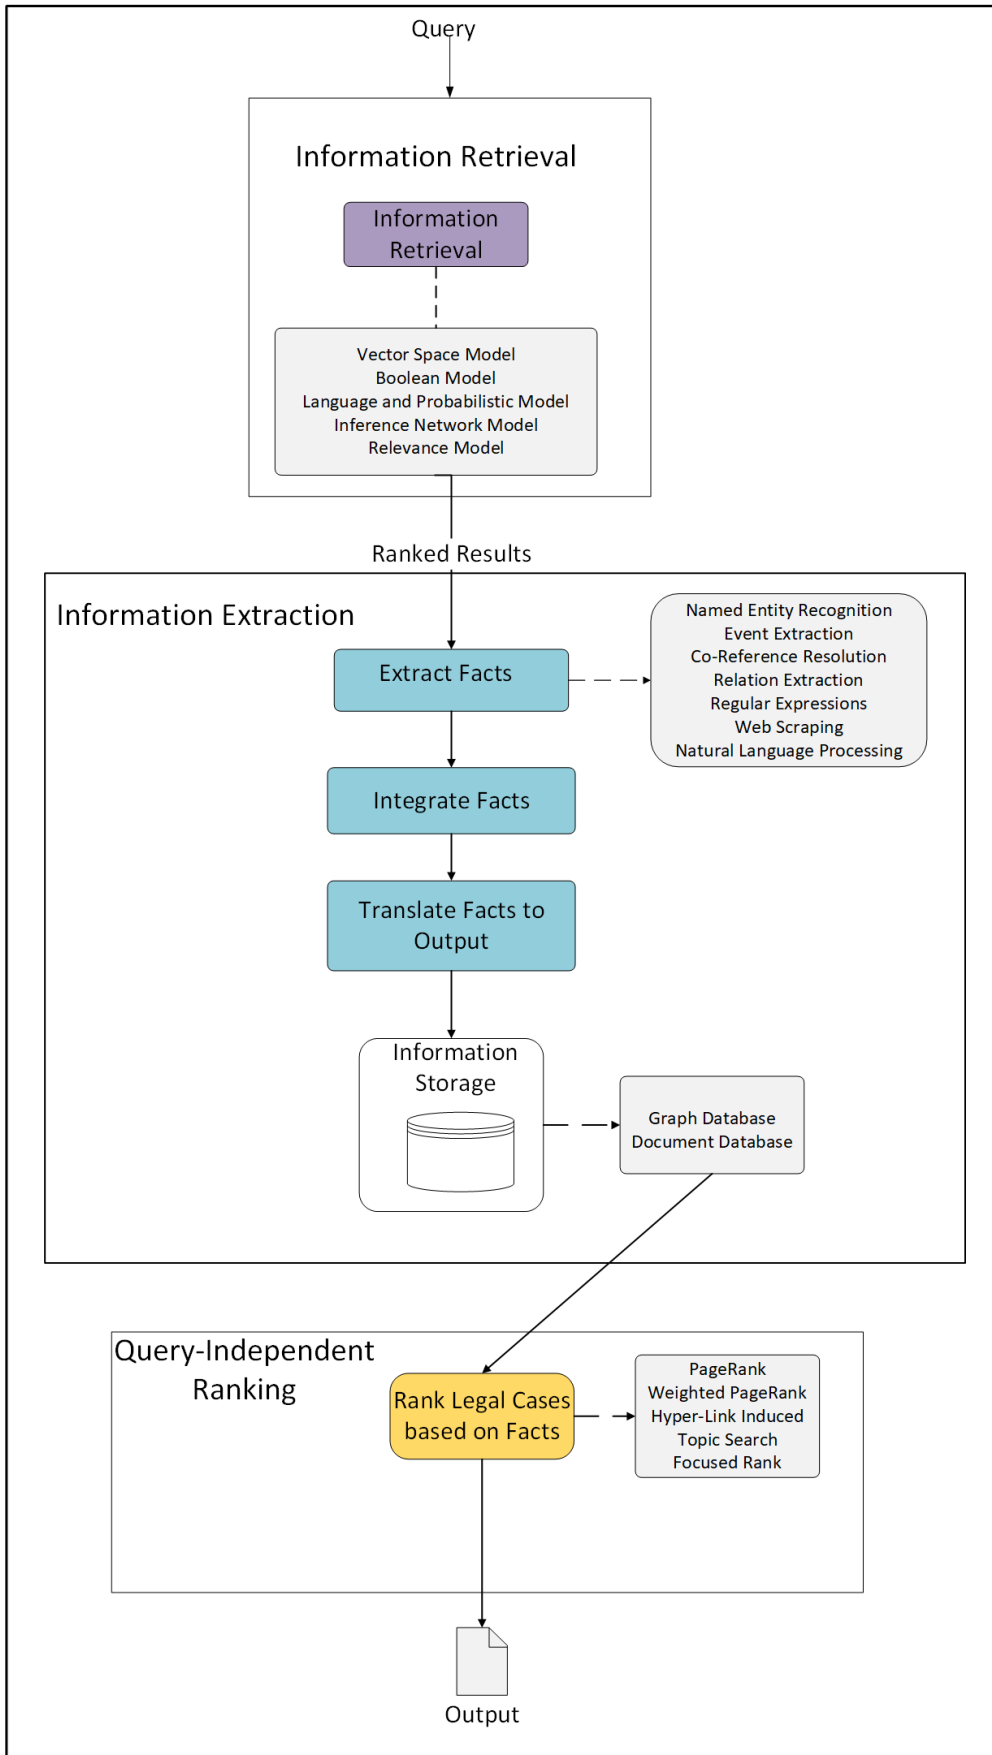 Query
Information Retrieval
Information
Retrieval
Vector Space Model
Boolean Model
Language and Probabilistic Model
Inference Network Model
Relevance Model
Ranked Results
Information Extraction
Named Entity Recognition
Event Extraction
Co-Reference Resolution
Relation Extraction
Regular Expressions
Web Scraping
Natural Language Processing
Extract Facts
Integrate Facts
Translate Facts to
Output
Information
Storage
Graph Database
Document Database
Query-Independent
Ranking
Rank Legal Cases
based on Facts
PageRank
Weighted PageRank
Hyper-Link Induced
Topic Search
Focused Rank
Output